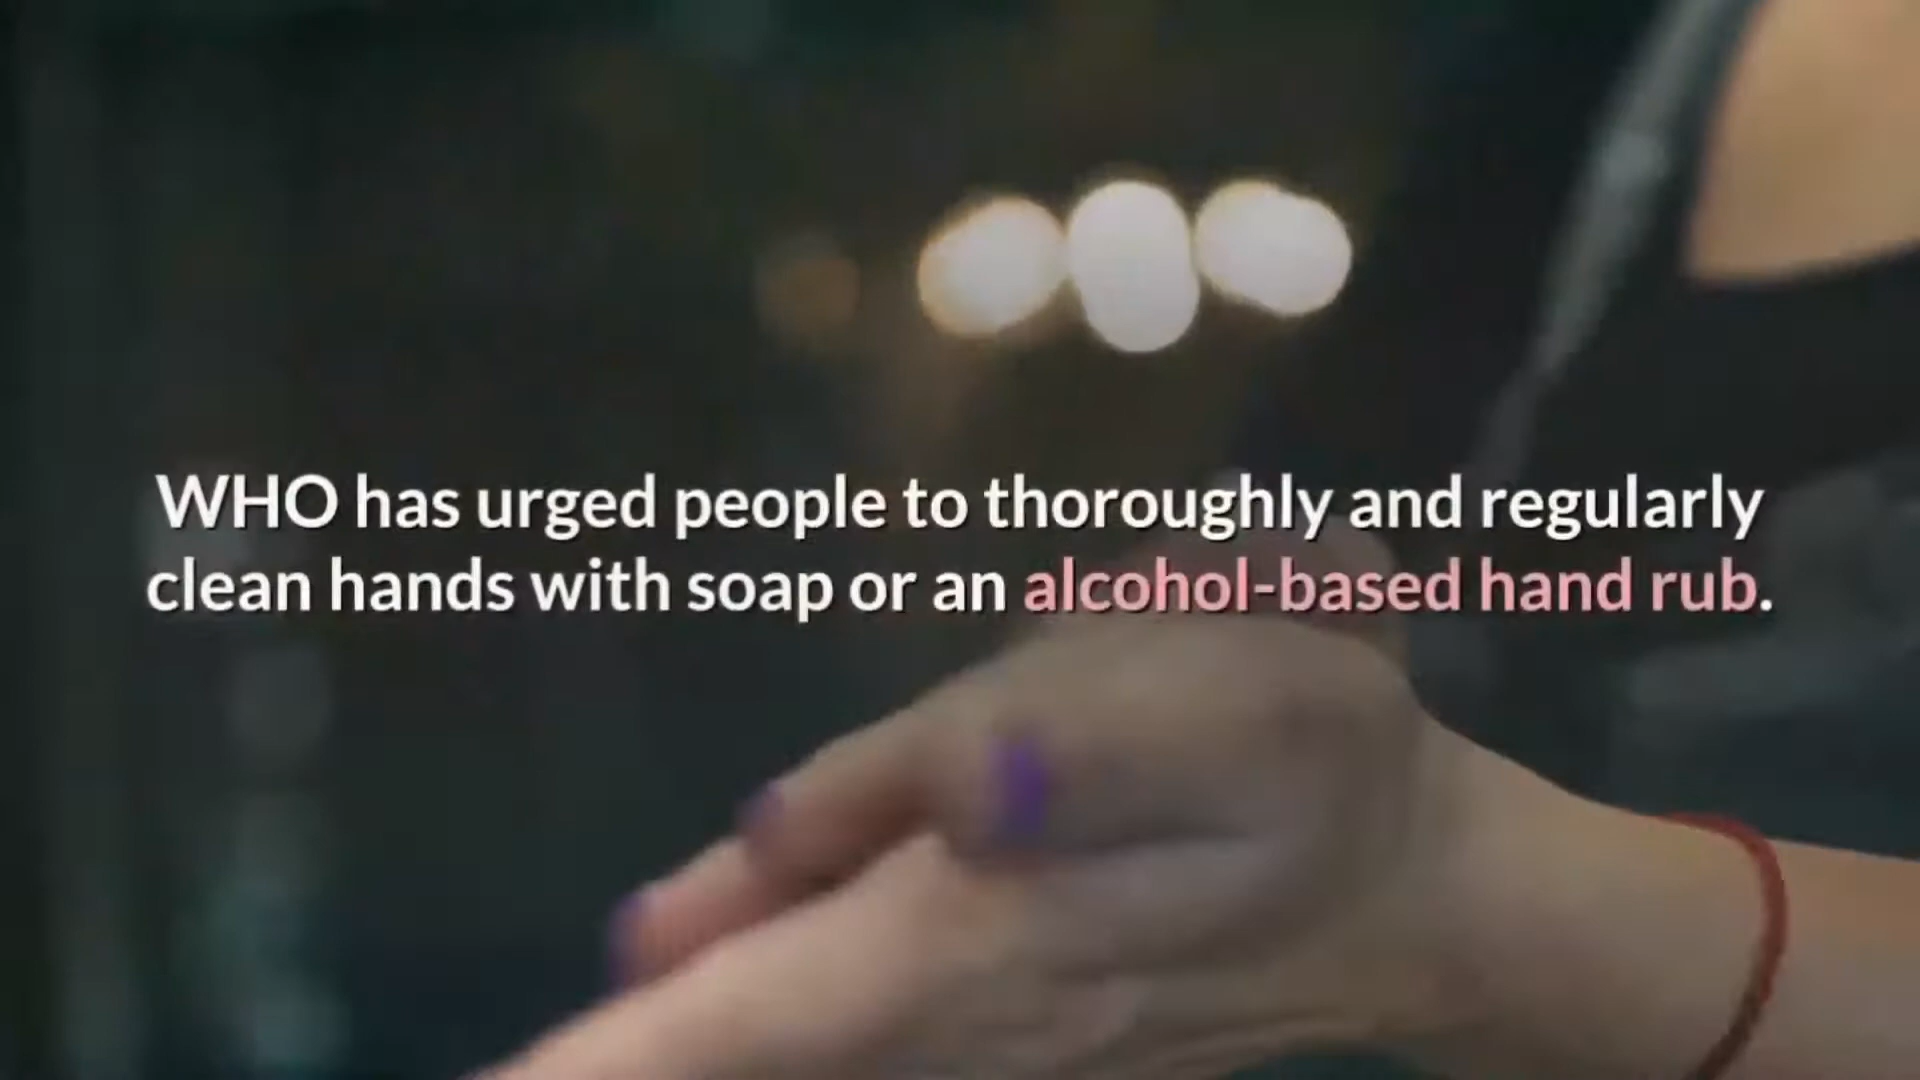 WHO has urged people to thoroughly and regularly
clean hands with soap or an alcohol-based hand rub.